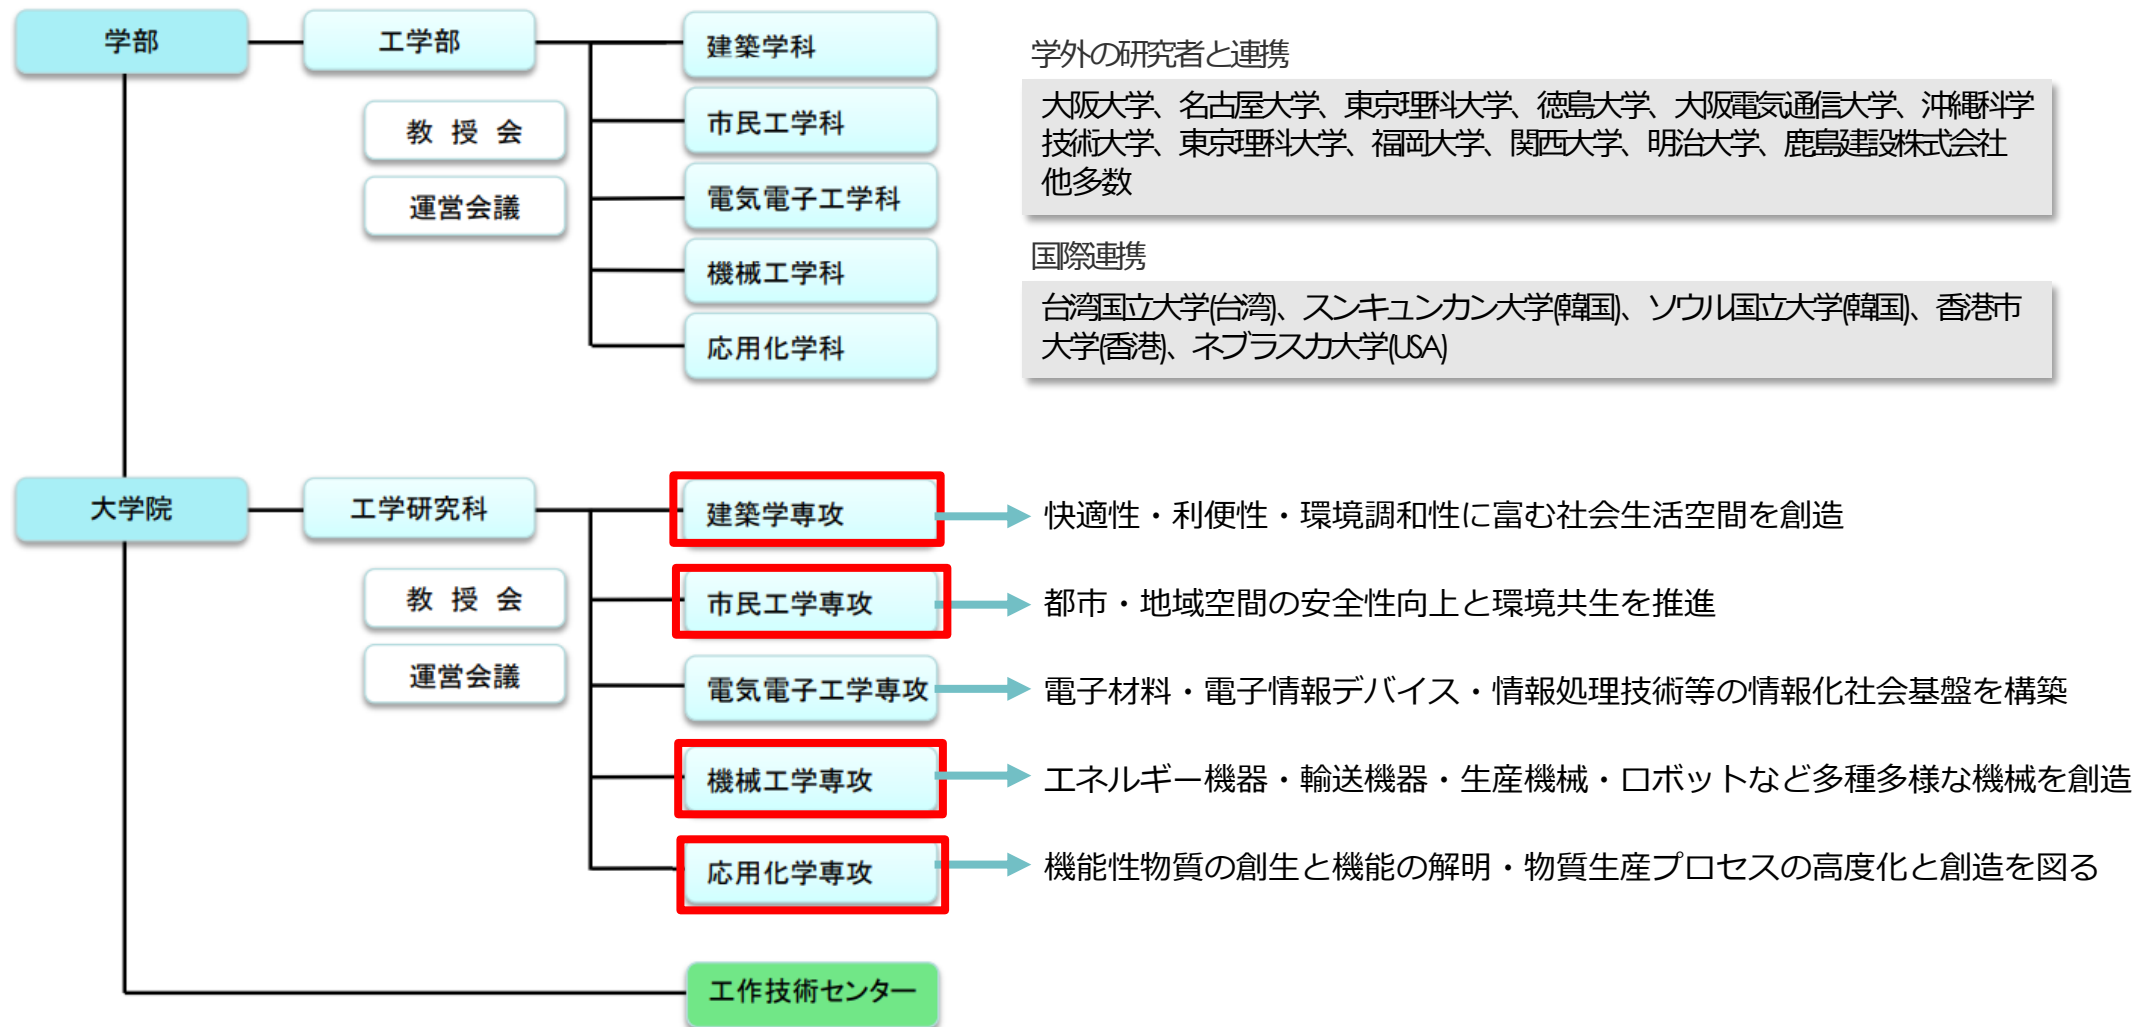 学部
工学部
建築学科
教 授 会
市民工学科
運営会議
電気電子工学科
機械工学科
応用化学科
学外の研究者と連携
大阪大学、名古屋大学、東京理科大学、徳島大学、大阪電気通信大学、沖縄科学
技術大学、東京理科大学、福岡大学、関西大学、明治大学、鹿島建設株式会社
他多数
国際連携
台湾国立大学(台湾)、スンキュンカン大学(韓国)、ソウル国立大学(韓国)、香港市
大学(香港)、ネブラスカ大学(USA)
大学院
工学研究科
建築学専攻
快適性・利便性・環境調和性に富む社会生活空間を創造
教 授 会
市民工学専攻
都市・地域空間の安全性向上と環境共生を推進
運営会議
電気電子工学専攻
電子材料・電子情報デバイス・情報処理技術等の情報化社会基盤を構築
機械工学専攻
エネルギー機器・輸送機器・生産機械・ロボットなど多種多様な機械を創造
応用化学専攻
機能性物質の創生と機能の解明・物質生産プロセスの高度化と創造を図る
工作技術センター